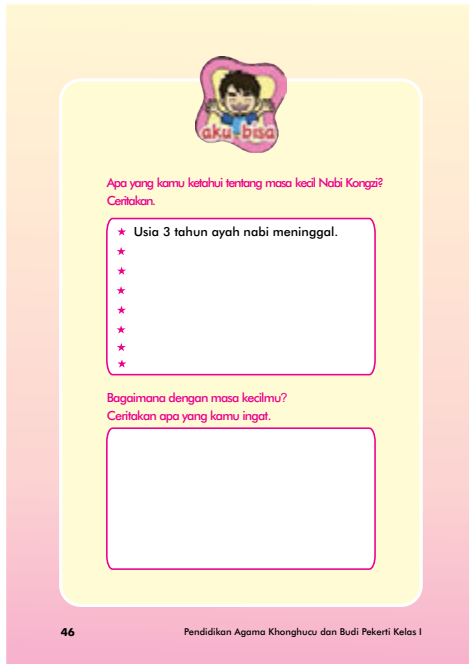 aku bisa
Apa yang kamu ketahui tentang masa kecil Nabi Kongzi?
Ceritakan.
★ Usia 3 tahun ayah nabi meninggal.
★
★
★
★
★
★
★
Bagaimana dengan masa kecilmu?
Ceritakan apa yang kamu ingat.
46 Pendidikan Agama Khonghucu dan Budi Pekerti Kelas I